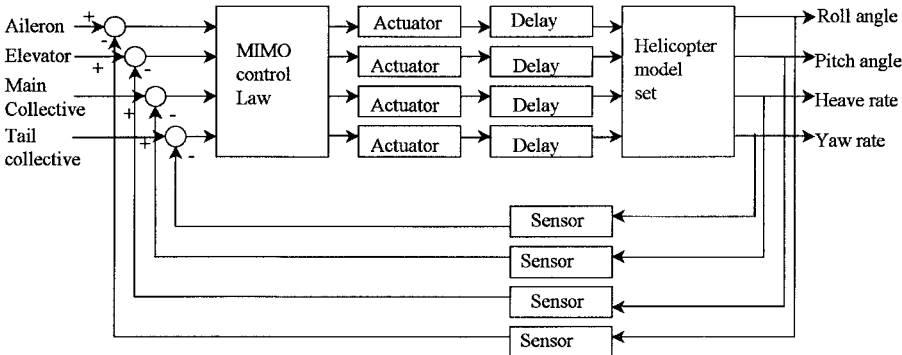 Aileron
+
-
Elevator
+
-
Main
Collective
+
-
Tail
collective
+
-
MIMO
control
Law
Actuator
Delay
Actuator
Delay
Actuator
Delay
Actuator
Delay
Helicopter
model
set
Roll angle
Pitch angle
Heave rate
Yaw rate
Sensor
Sensor
Sensor
Sensor